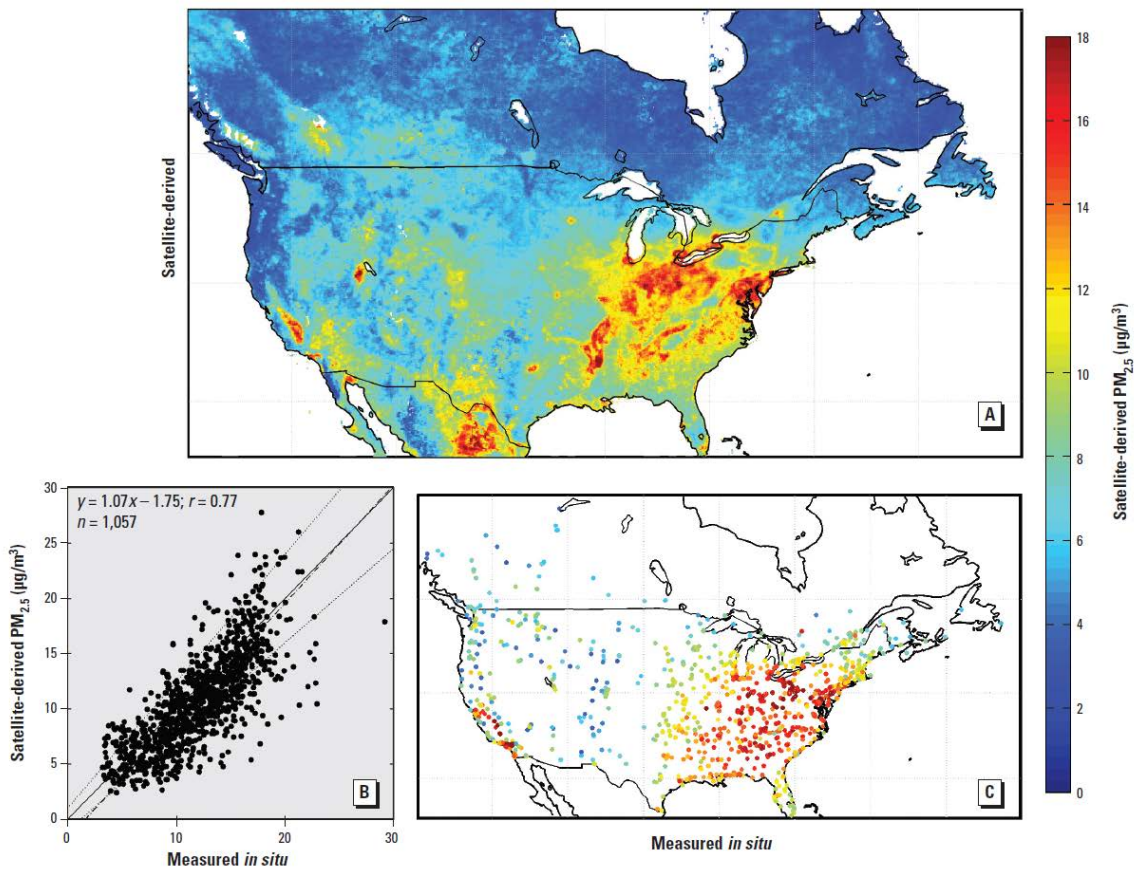 Satellite-derived
A
18
16
14
12
10
8
6
4
2
0
Satellite-derived PM2.5 (µg/m3)
30
25
20
15
10
5
0
Satellite-derived PM2.5 (µg/m3)
y = 1.07x – 1.75; r = 0.77
n = 1,057
B
0 10 20 30
Measured in situ
C
Measured in situ